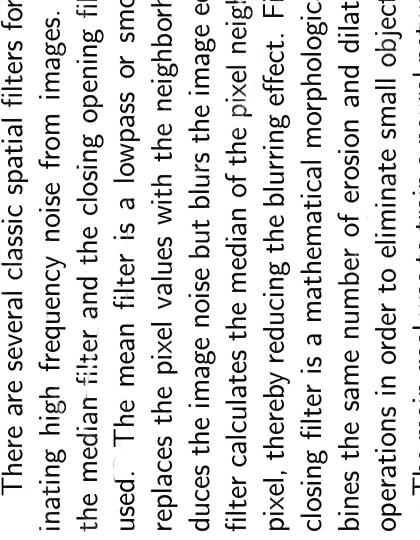 There are several classic spatial filters for
inating high frequency noise from images.
the median filter and the closing opening fil
used. The mean filter is a lowpass or smo
replaces the pixel values with the neighborh
duces the image noise but blurs the image e
filter calculates the median of the pixel neigh
pixel, thereby reducing the blurring effect. Fi
closing filter is a mathematical morphologic
bines the same number of erosion and dilat
operations in order to eliminate small object